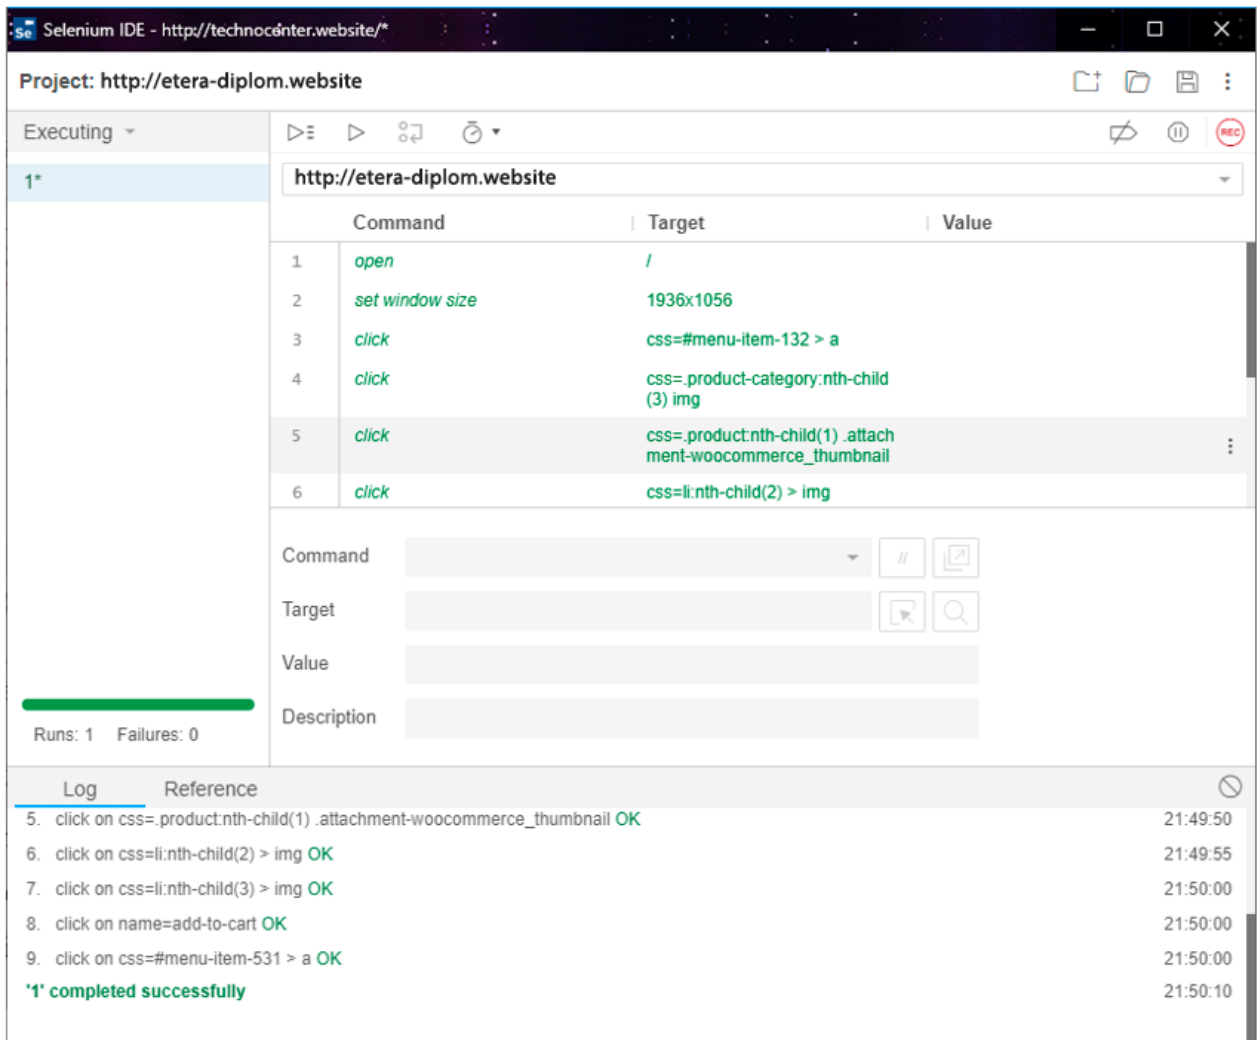 Selenium IDE - http://technocenter.website/*
Project: http://etera-diplom.website
Executing
REC
1*
http://etera-diplom.website
Command Target Value
1 open /
2 set window size 1936x1056
3 click css=#menu-item-132 > a
4 click css=.product-category:nth-child
(3) img
5 click css=.product:nth-child(1) .attach
ment-woocommerce_thumbnail
6 click css=li:nth-child(2) > img
Command //
Target
Value
Description
Runs: 1 Failures: 0
Log Reference
5. click on css=.product:nth-child(1) .attachment-woocommerce_thumbnail OK 21:49:50
6. click on css=li:nth-child(2) > img OK 21:49:55
7. click on css=li:nth-child(3) > img OK 21:50:00
8. click on name=add-to-cart OK 21:50:00
9. click on css=#menu-item-531 > a OK 21:50:00
'1' completed successfully 21:50:10